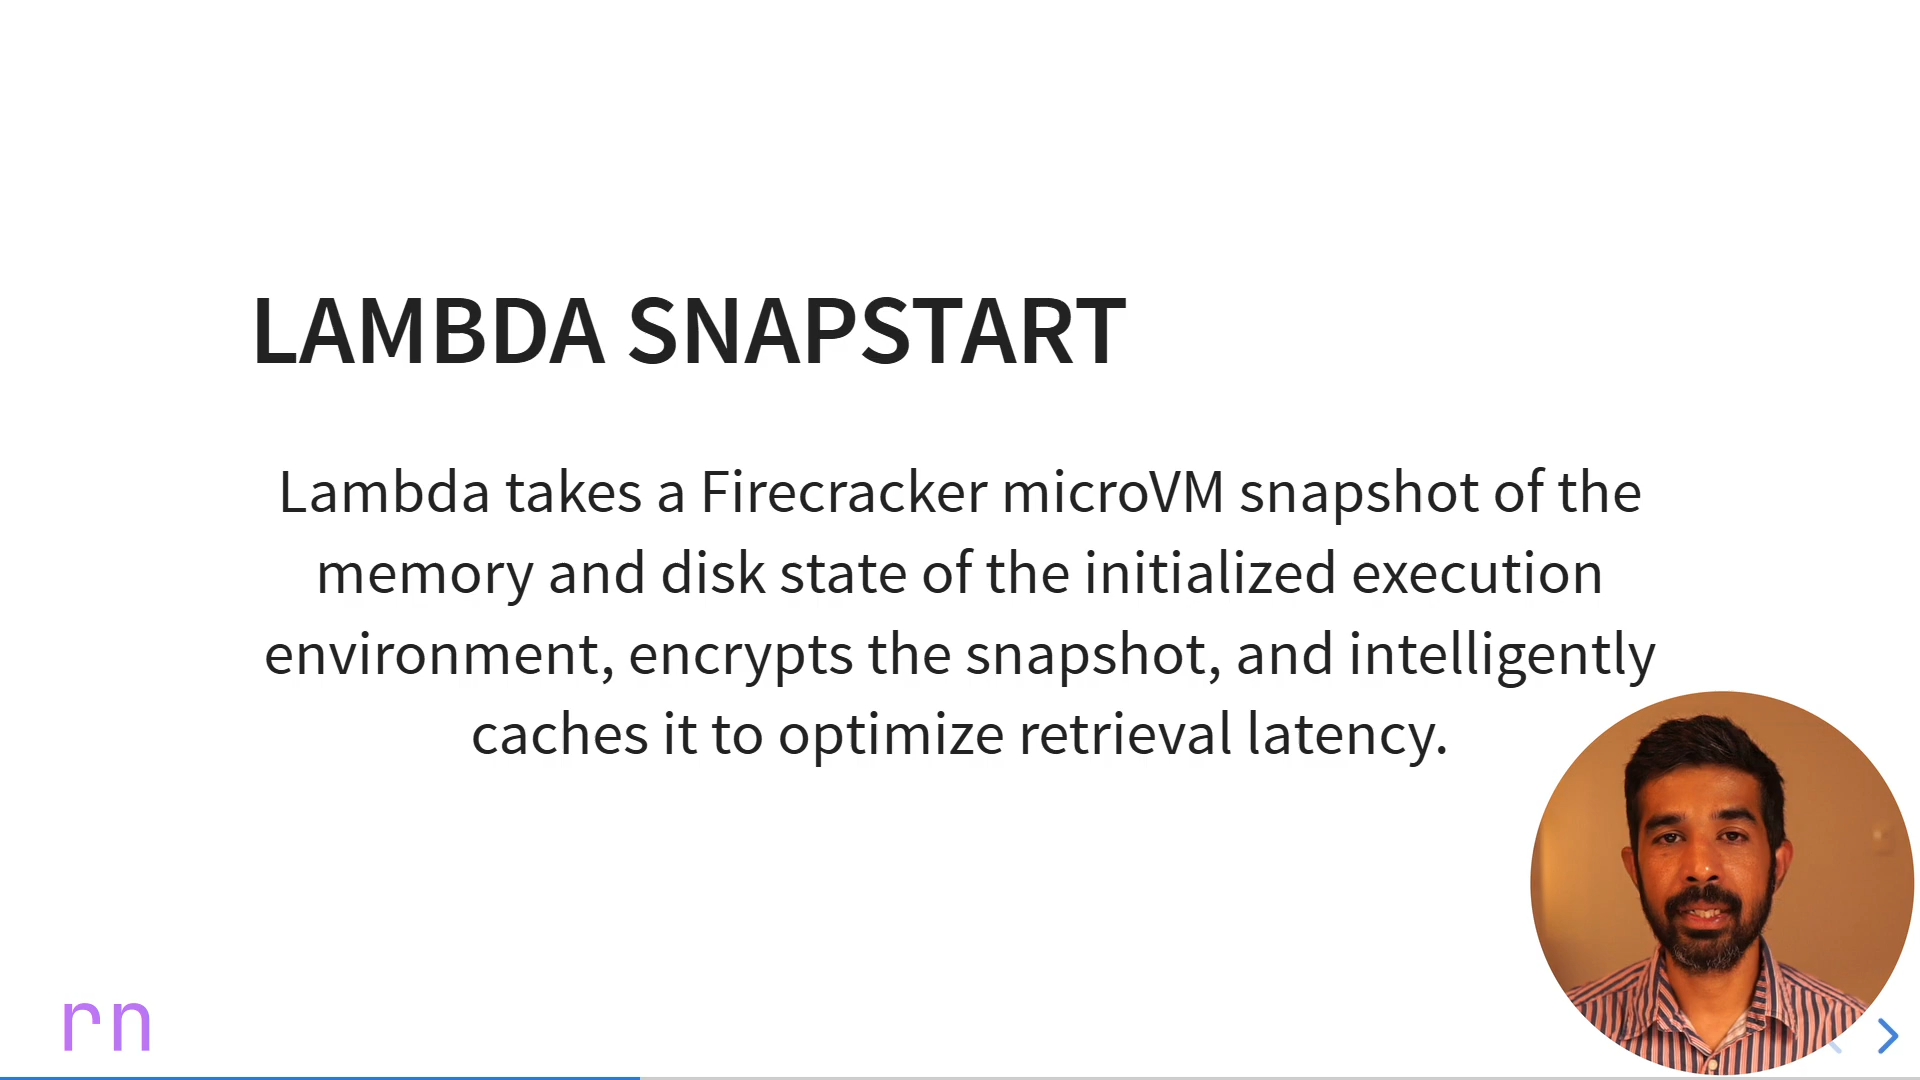 LAMBDA SNAPSTART
Lambda takes a Firecracker microVM snapshot of the
memory and disk state of the initialized execution
environment, encrypts the snapshot, and intelligently
caches it to optimize retrieval latency.
rn